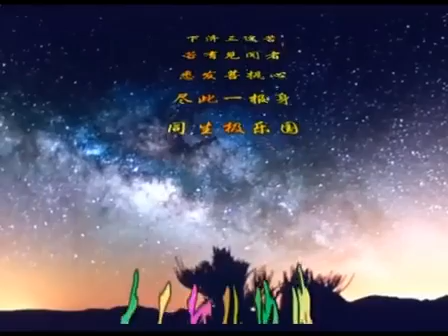 下济三涂苦
若有见闻者
悉发菩提心
尽此一报身
同生极乐国